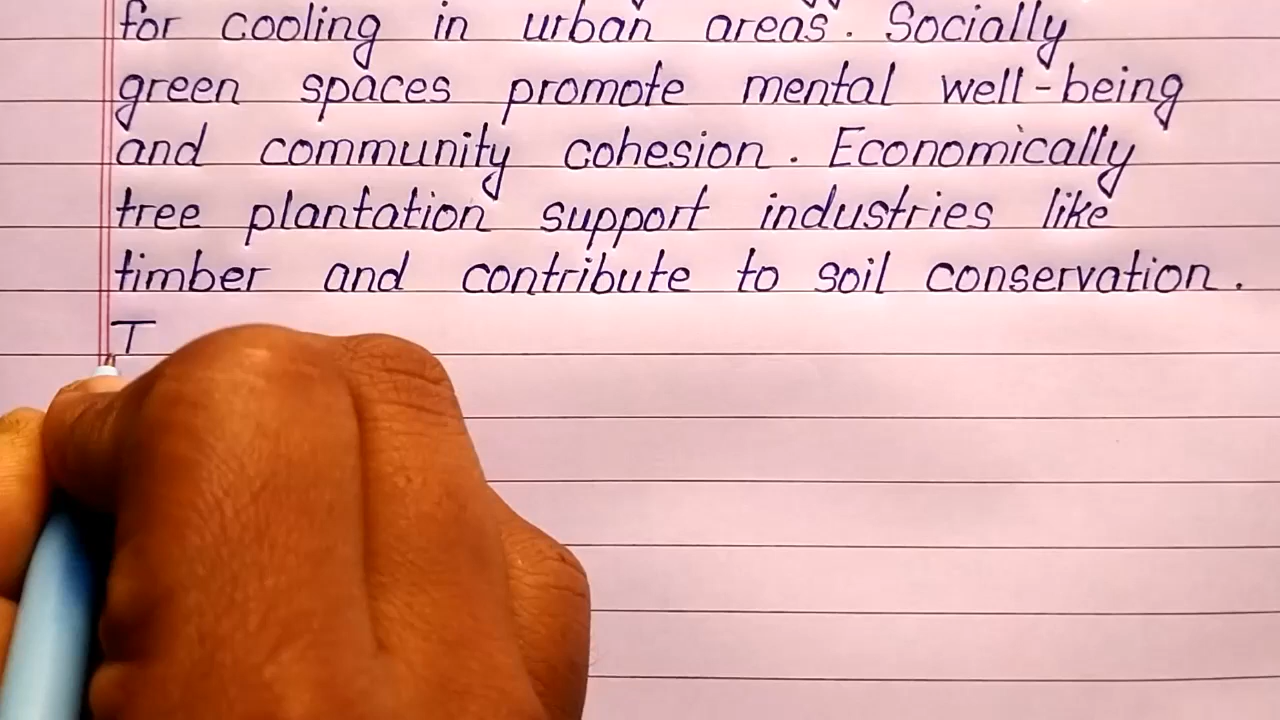 for cooling in urban areas. Socially
green spaces promote mental well-being
and community cohesion. Economically
tree plantation support industries like
timber and contribute to soil conservation.
T